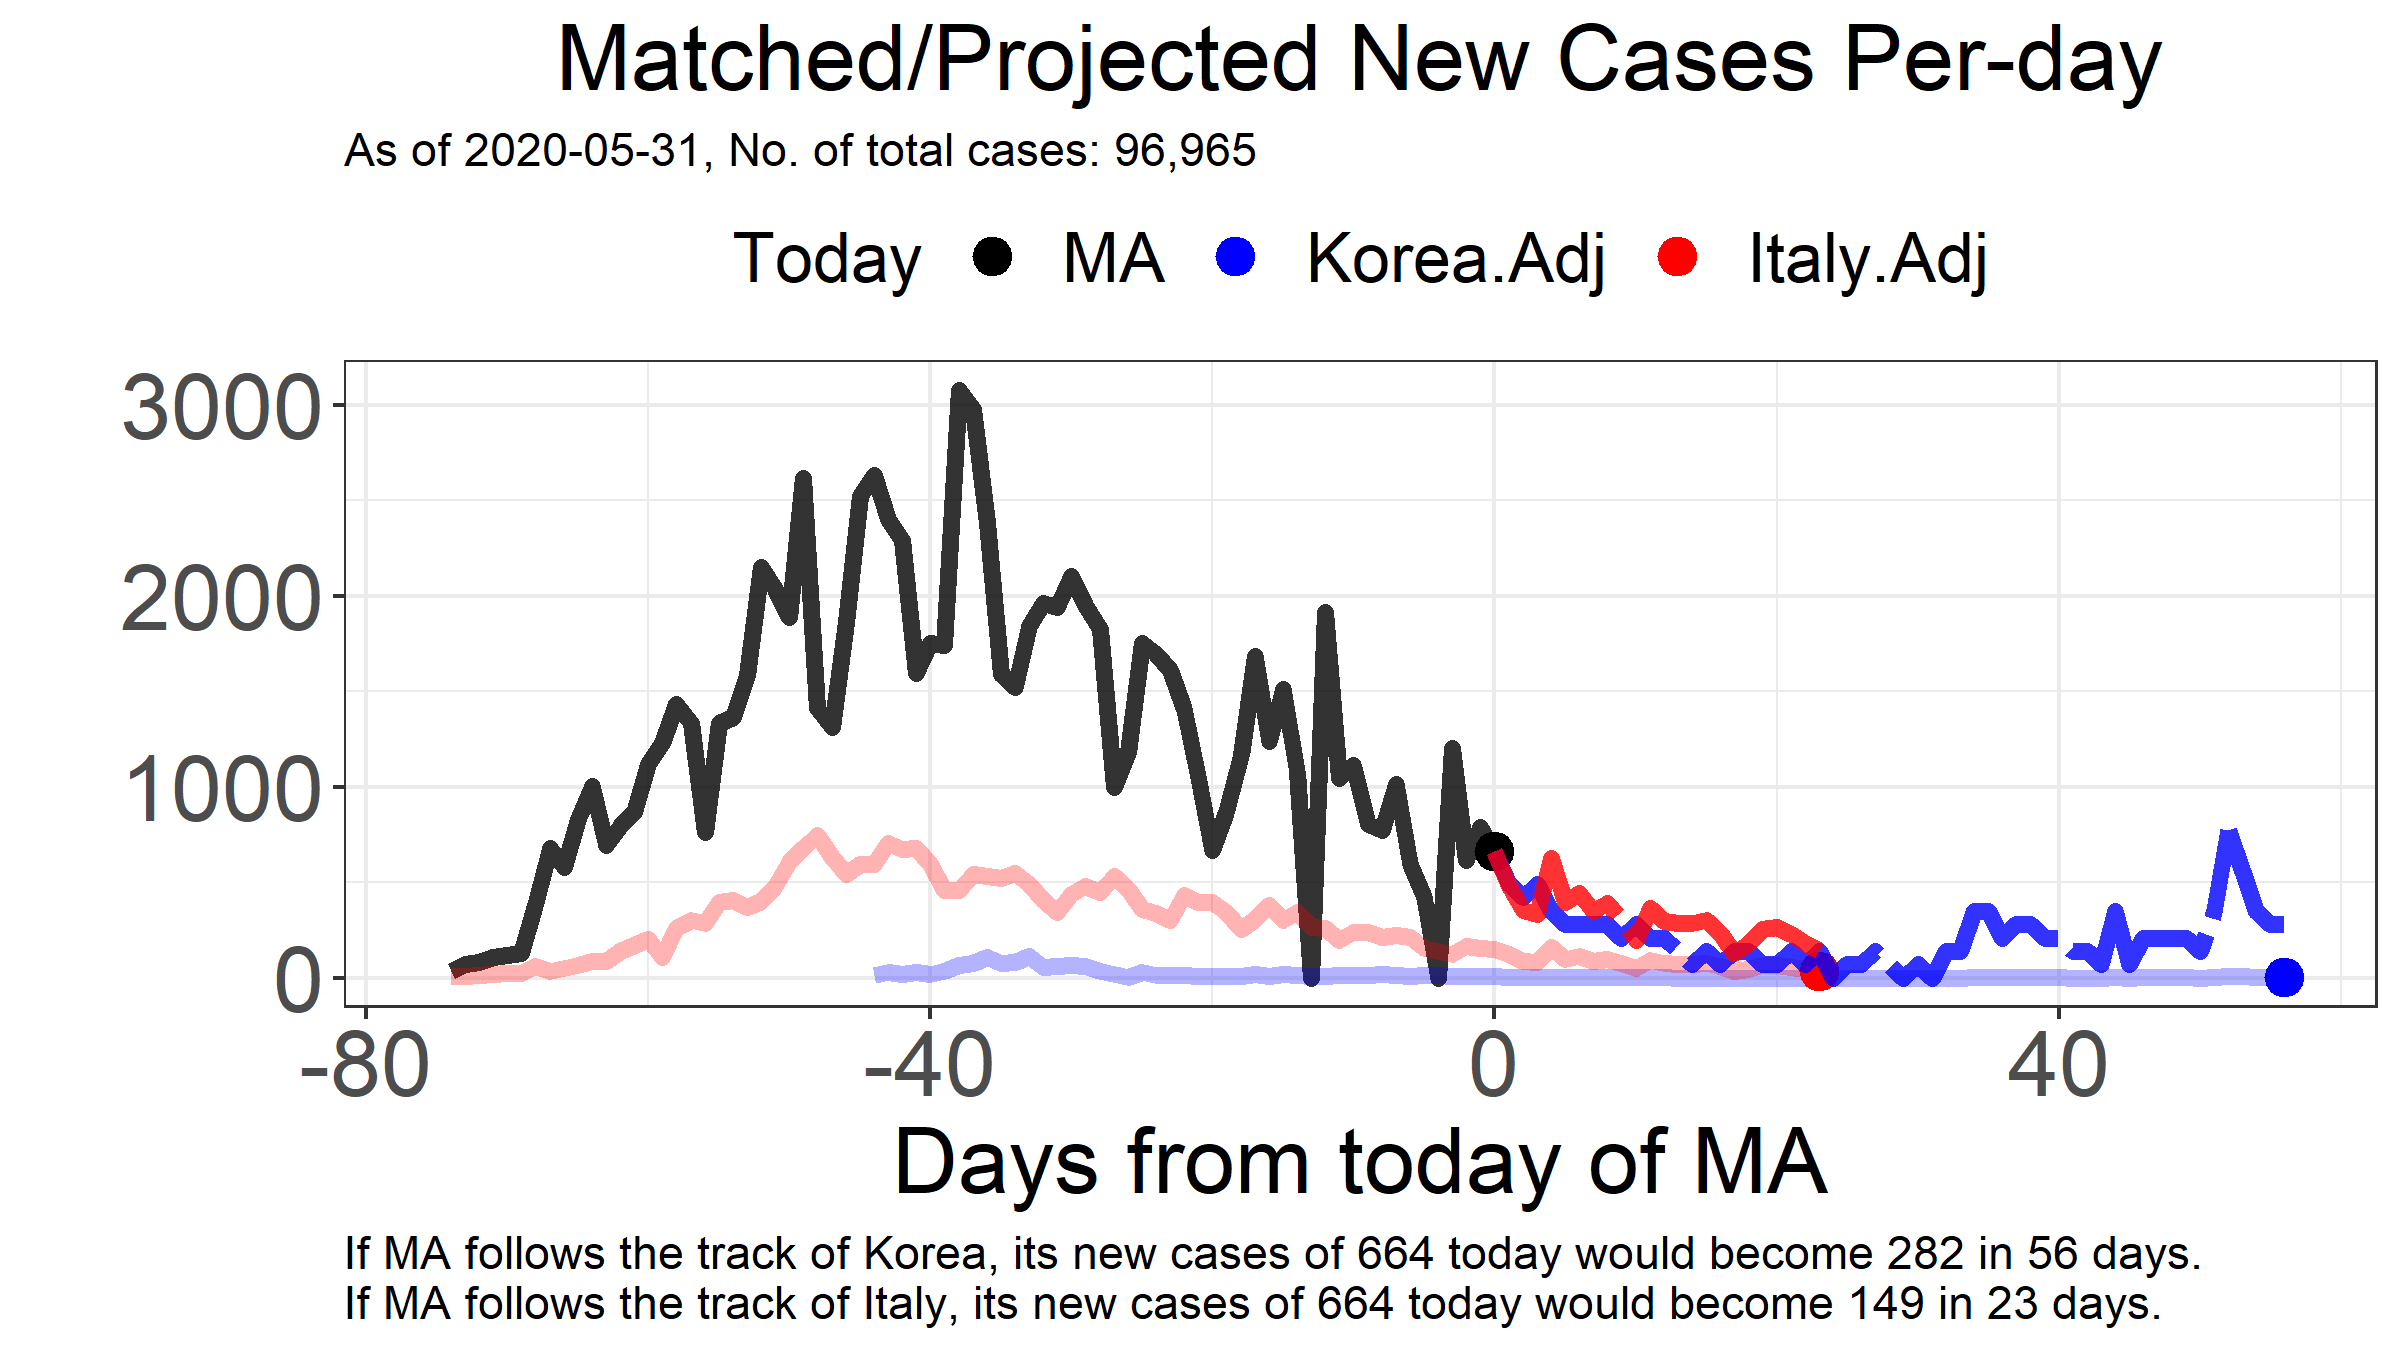 Matched/Projected New Cases Per-day
As of 2020-05-31, No. of total cases: 96,965
Today MA Korea.Adj Italy.Adj
3000
2000
1000
0
-80 -40 0 40
Days from today of MA
If MA follows the track of Korea, its new cases of 664 today would become 282 in 56 days.
If MA follows the track of Italy, its new cases of 664 today would become 149 in 23 days.